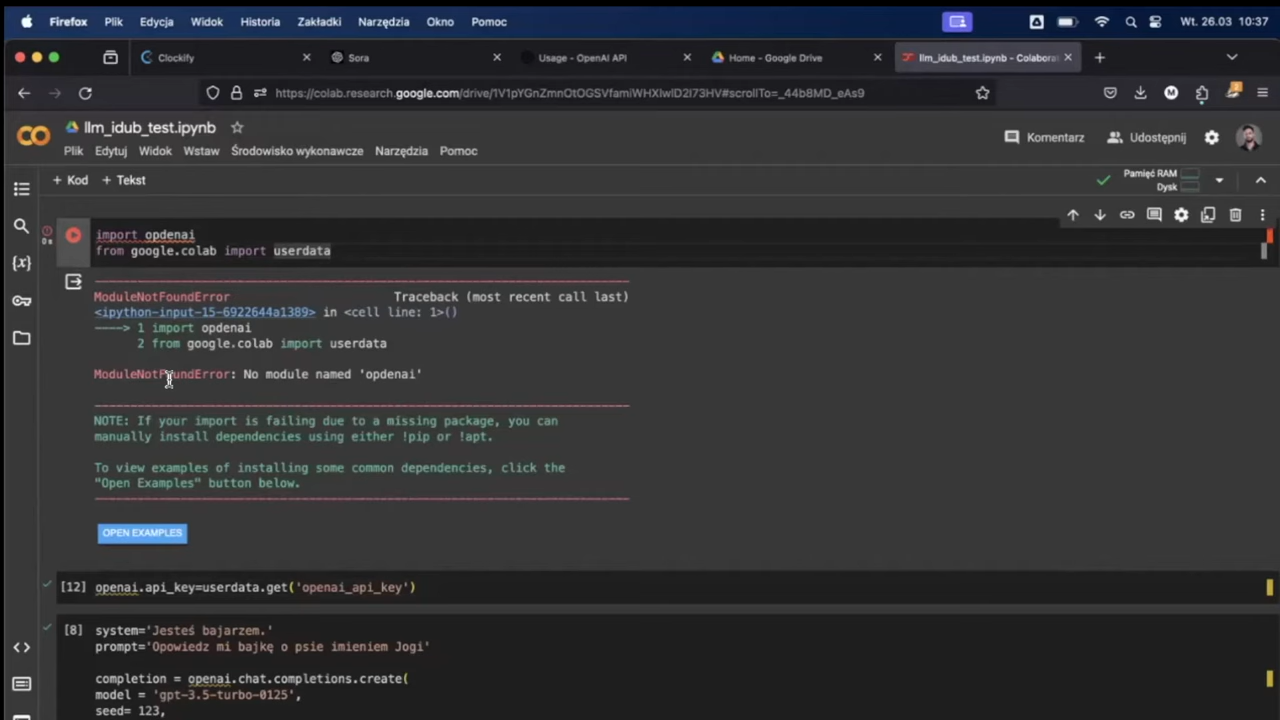 Firefox Plik Edycja Widok Historia Zakładki Narzędzia Okno Pomoc Wt. 26.03 10:37
Clockify Sora Usage - OpenAI API Home - Google Drive llm_idub_test.ipynb - Colabora
https://colab.research.google.com/drive/1V1pYGnZmnOtOGSVfamiWHXIwlD2l73HV#scrollTo=_44b8MD_eAs9
llm_idub_test.ipynb
Komentarz Udostępnij
Plik Edytuj Widok Wstaw Środowisko wykonawcze Narzędzia Pomoc
+ Kod + Tekst
Pamięć RAM
Dysk
import opdenai
from google.colab import userdata
0 s
ModuleNotFoundError Traceback (most recent call last)
<ipython-input-15-6922644a1389> in <cell line: 1>()
----> 1 import opdenai
2 from google.colab import userdata
ModuleNotFoundError: No module named 'opdenai'
NOTE: If your import is failing due to a missing package, you can
manually install dependencies using either !pip or !apt.
To view examples of installing some common dependencies, click the
"Open Examples" button below.
OPEN EXAMPLES
[12] openai.api_key=userdata.get('openai_api_key')
[8] system='Jesteś bajarzem.'
prompt='Opowiedz mi bajkę o psie imieniem Jogi'
completion = openai.chat.completions.create(
model = 'gpt-3.5-turbo-0125',
seed= 123,